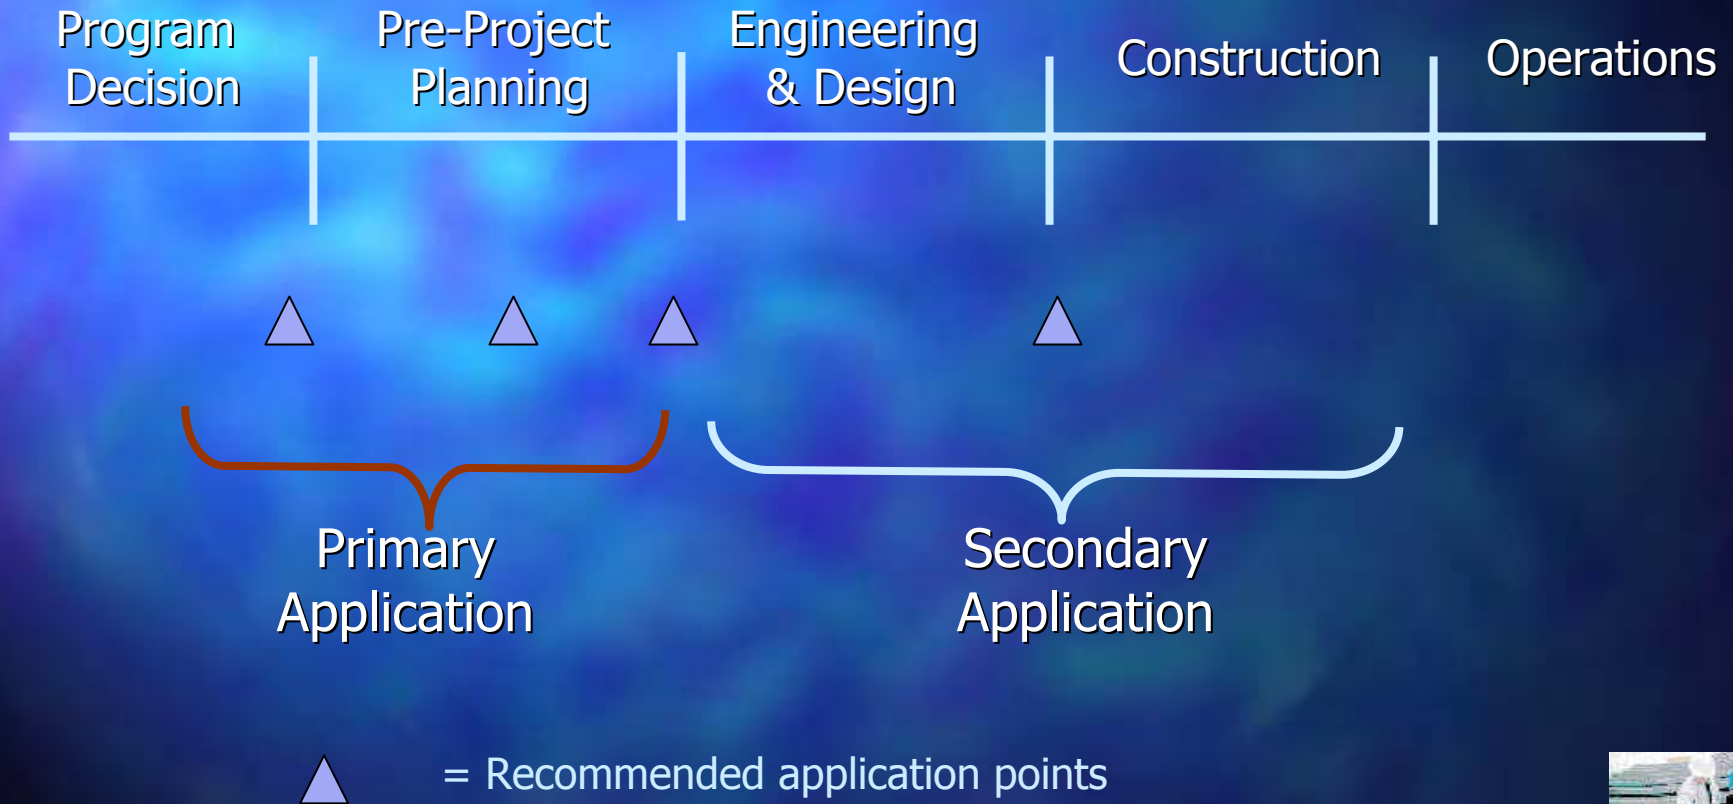 Program
Decision
Pre-Project
Planning
Engineering
& Design
Construction
Operations
Primary
Application
Secondary
Application
= Recommended application points